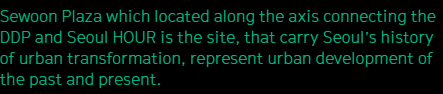 Sewoon Plaza which located along the axis connecting the
DDP and Seoul HOUR is the site, that carry Seoul's history
of urban transformation, represent urban development of
the past and present.